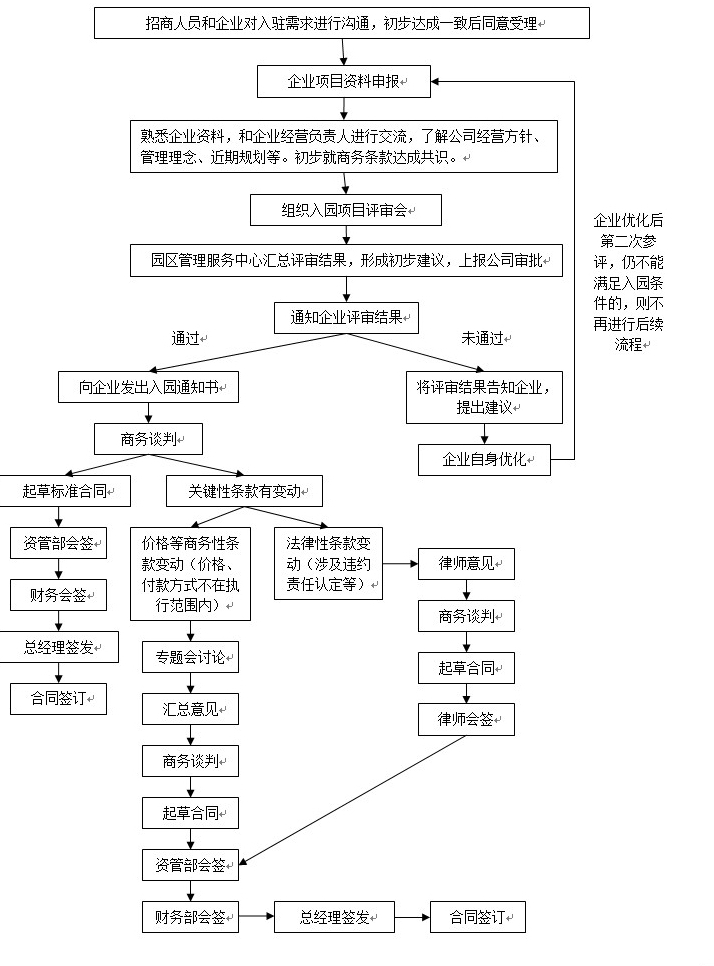 招商人员和企业对入驻需求进行沟通，初步达成一致后同意受理
企业项目资料申报
熟悉企业资料，和企业经营负责人进行交流，了解公司经营方针、
管理理念、近期规划等。初步就商务条款达成共识。
组织入园项目评审会
园区管理服务中心汇总评审结果，形成初步建议，上报公司审批
通知企业评审结果
企业优化后
第二次参
评，仍不能
满足入园条
件的，则不
再进行后续
流程
通过
未通过
向企业发出入园通知书
将评审结果告知企业，
提出建议
商务谈判
企业自身优化
起草标准合同
关键性条款有变动
资管部会签
财务会签
总经理签发
合同签订
价格等商务性条
款变动（价格、
付款方式不在执
行范围内）
法律性条款变
动（涉及违约
责任认定等）
律师意见
商务谈判
起草合同
律师会签
专题会讨论
汇总意见
商务谈判
起草合同
资管部会签
财务部会签
总经理签发
合同签订